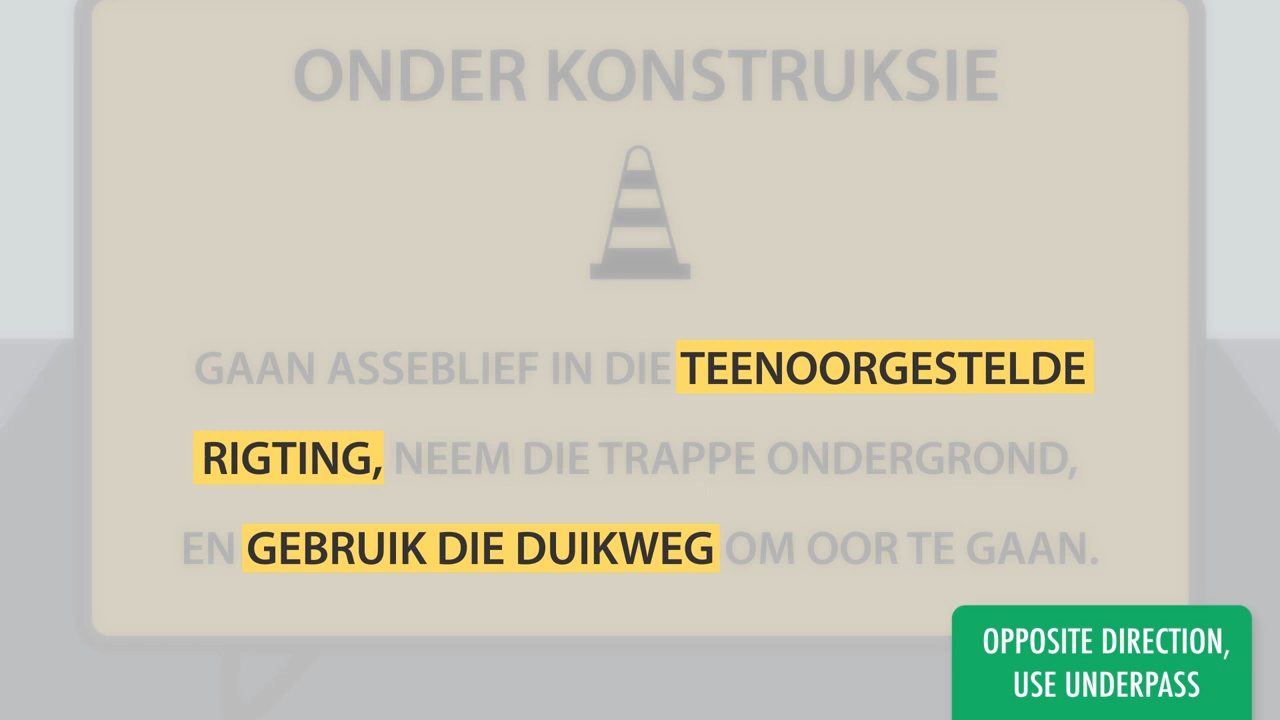 ONDER KONSTRUKSIE
GAAN ASSEBLIEF IN DIE TEENOORGESTELDE
RIGTING, NEEM DIE TRAPPE ONDERGROND,
EN GEBRUIK DIE DUIKWEG OM OOR TE GAAN.
OPPOSITE DIRECTION,
USE UNDERPASS